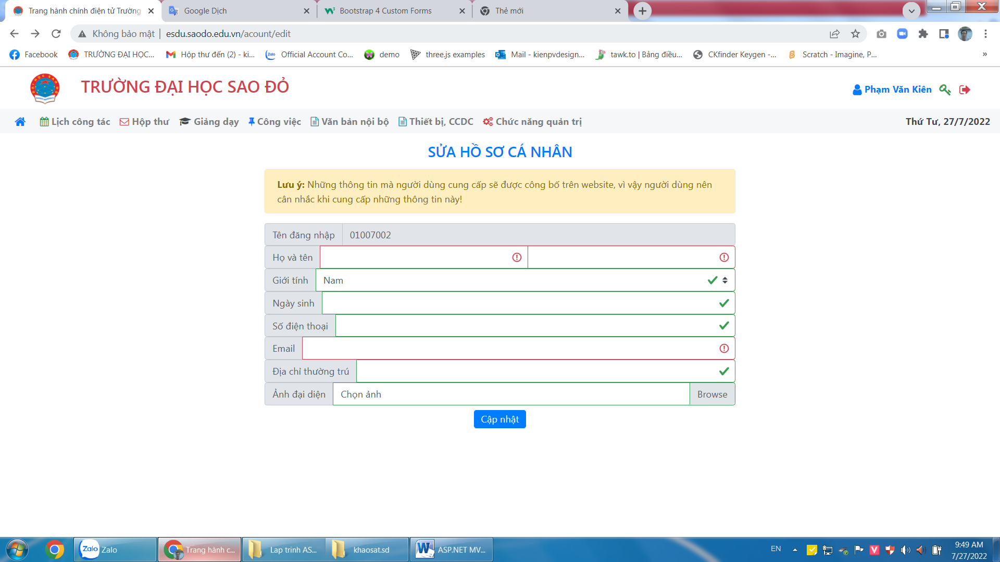 Trang hành chính điện tử Trường
Google Dịch
Bootstrap 4 Custom Forms
Thẻ mới
Không bảo mật | esdu.saodo.edu.vn/acount/edit
Facebook
TRƯỜNG ĐẠI HỌC...
Hộp thư đến (2) - ki...
Official Account Co...
demo
three.js examples
Mail - kienpvdesign...
tawk.to | Bảng điều...
CKfinder Keygen -...
Scratch - Imagine, P...
»
TRƯỜNG ĐẠI HỌC SAO ĐỎ
Phạm Văn Kiên
Lịch công tác
Hộp thư
Giảng dạy
Công việc
Văn bản nội bộ
Thiết bị, CCDC
Chức năng quản trị
Thứ Tư, 27/7/2022
SỬA HỒ SƠ CÁ NHÂN
Lưu ý: Những thông tin mà người dùng cung cấp sẽ được công bố trên website, vì vậy người dùng nên
cân nhắc khi cung cấp những thông tin này!
Tên đăng nhập 01007002
Họ và tên
Giới tính Nam
Ngày sinh
Số điện thoại
Email
Địa chỉ thường trú
Ảnh đại diện Chọn ảnh Browse
Cập nhật
Zalo Zalo
Trang hành c...
Lap trinh AS...
khaosat.sd
ASP.NET MV...
EN
9:49 AM
7/27/2022